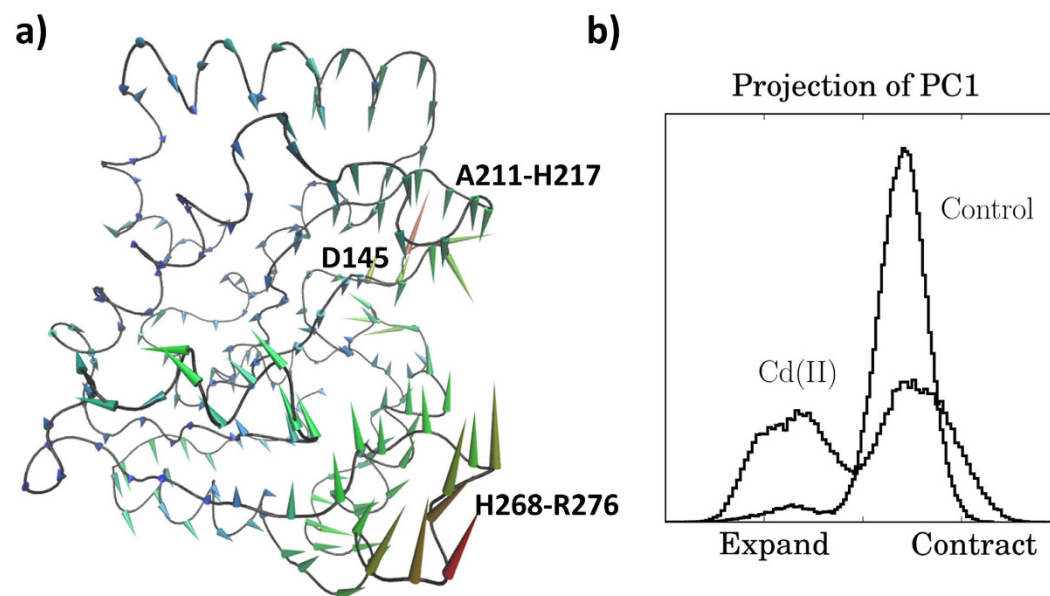 a)
A211-H217
D145
H268-R276
b)
Projection of PC1
Control
Cd(II)
Expand
Contract